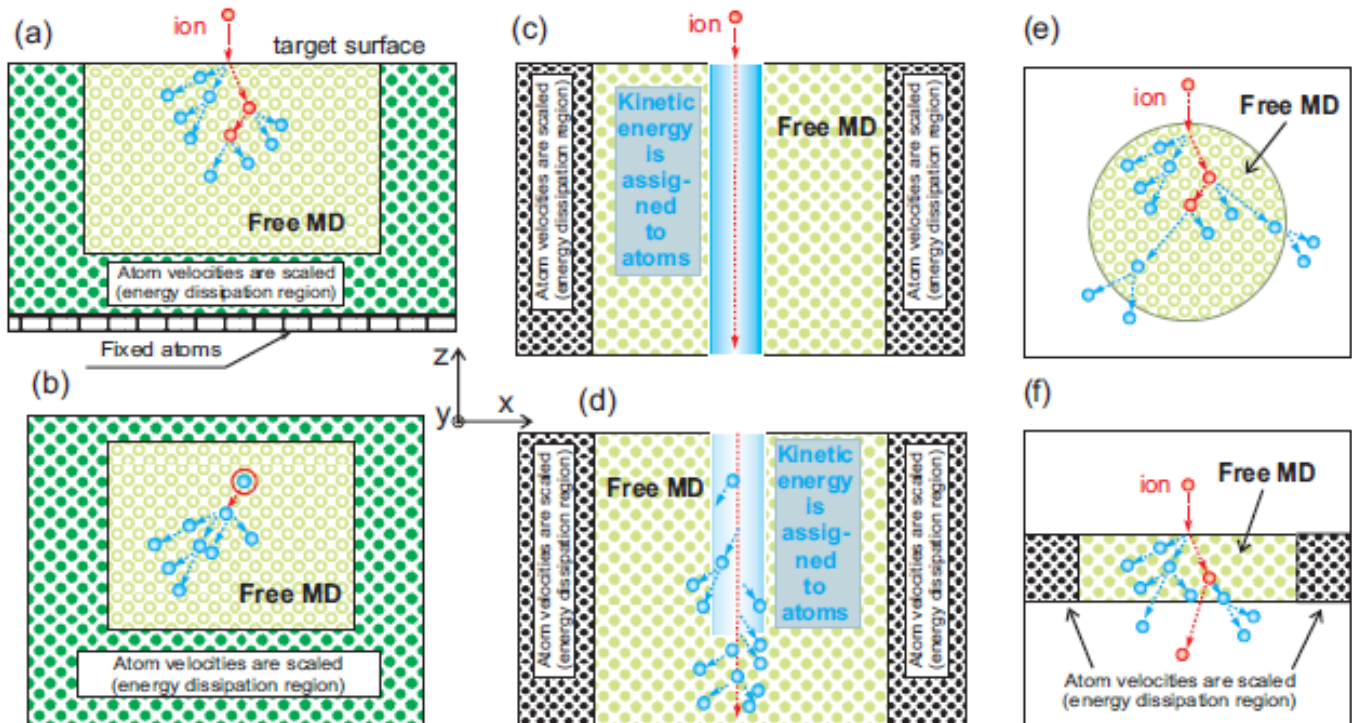 (a)
ion
target surface
Free MD
Atom velocities are scaled
(energy dissipation region)
Fixed atoms
(b)
Free MD
Atom velocities are scaled
(energy dissipation region)
z
y
x
(c)
ion
Atom velocities are scaled
(energy dissipation region)
Kinetic
energy
is
assig-
ned
to
atoms
Free MD
Atom velocities are scaled
(energy dissipation region)
(d)
Atom velocities are scaled
(energy dissipation region)
Free MD
Kinetic
energy
is
assig-
ned
to
atoms
Atom velocities are scaled
(energy dissipation region)
(e)
ion
Free MD
(f)
ion
Free MD
Atom velocities are scaled
(energy dissipation region)